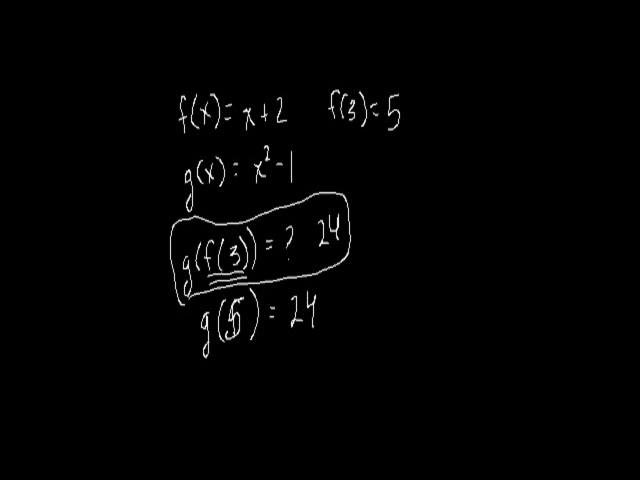 f(x) = x + 2 f(3) = 5
g(x) = x² - 1
g(f(3)) = ? 24
g(5) = 24